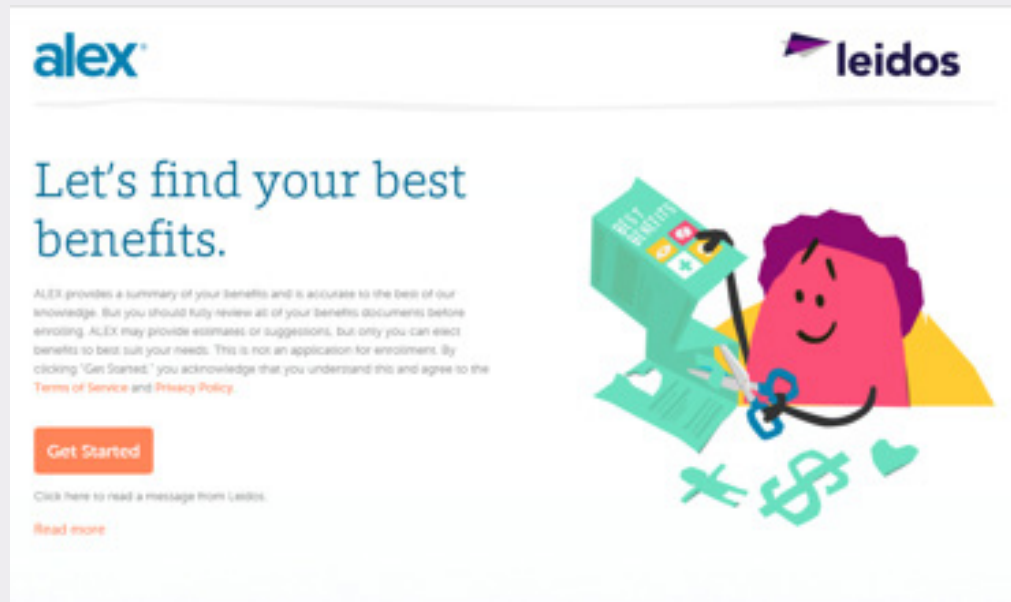 alex
leidos
Let's find your best
benefits.
ALEX provides a summary of your benefits and is accurate to the best of our
knowledge. But you should fully review all of your benefits documents before
enrolling. ALEX may provide estimates or suggestions, but only you can elect
benefits to best suit your needs. This is not an application for enrollment. By
clicking "Get Started," you acknowledge that you understand this and agree to the
Terms of Service and Privacy Policy.
Get Started
Click here to read a message from Leidos.
Read more
BEST
BENEFITS